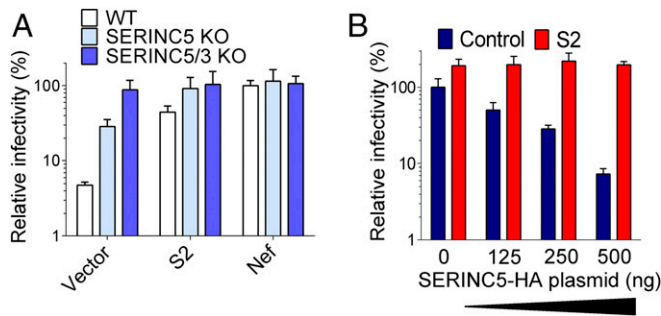 A
WT
SERINC5 KO
SERINC5/3 KO
Relative infectivity (%)
100
10
1
Vector
S2
Nef
B
Control
S2
Relative infectivity (%)
100
10
1
0
125
250
500
SERINC5-HA plasmid (ng)